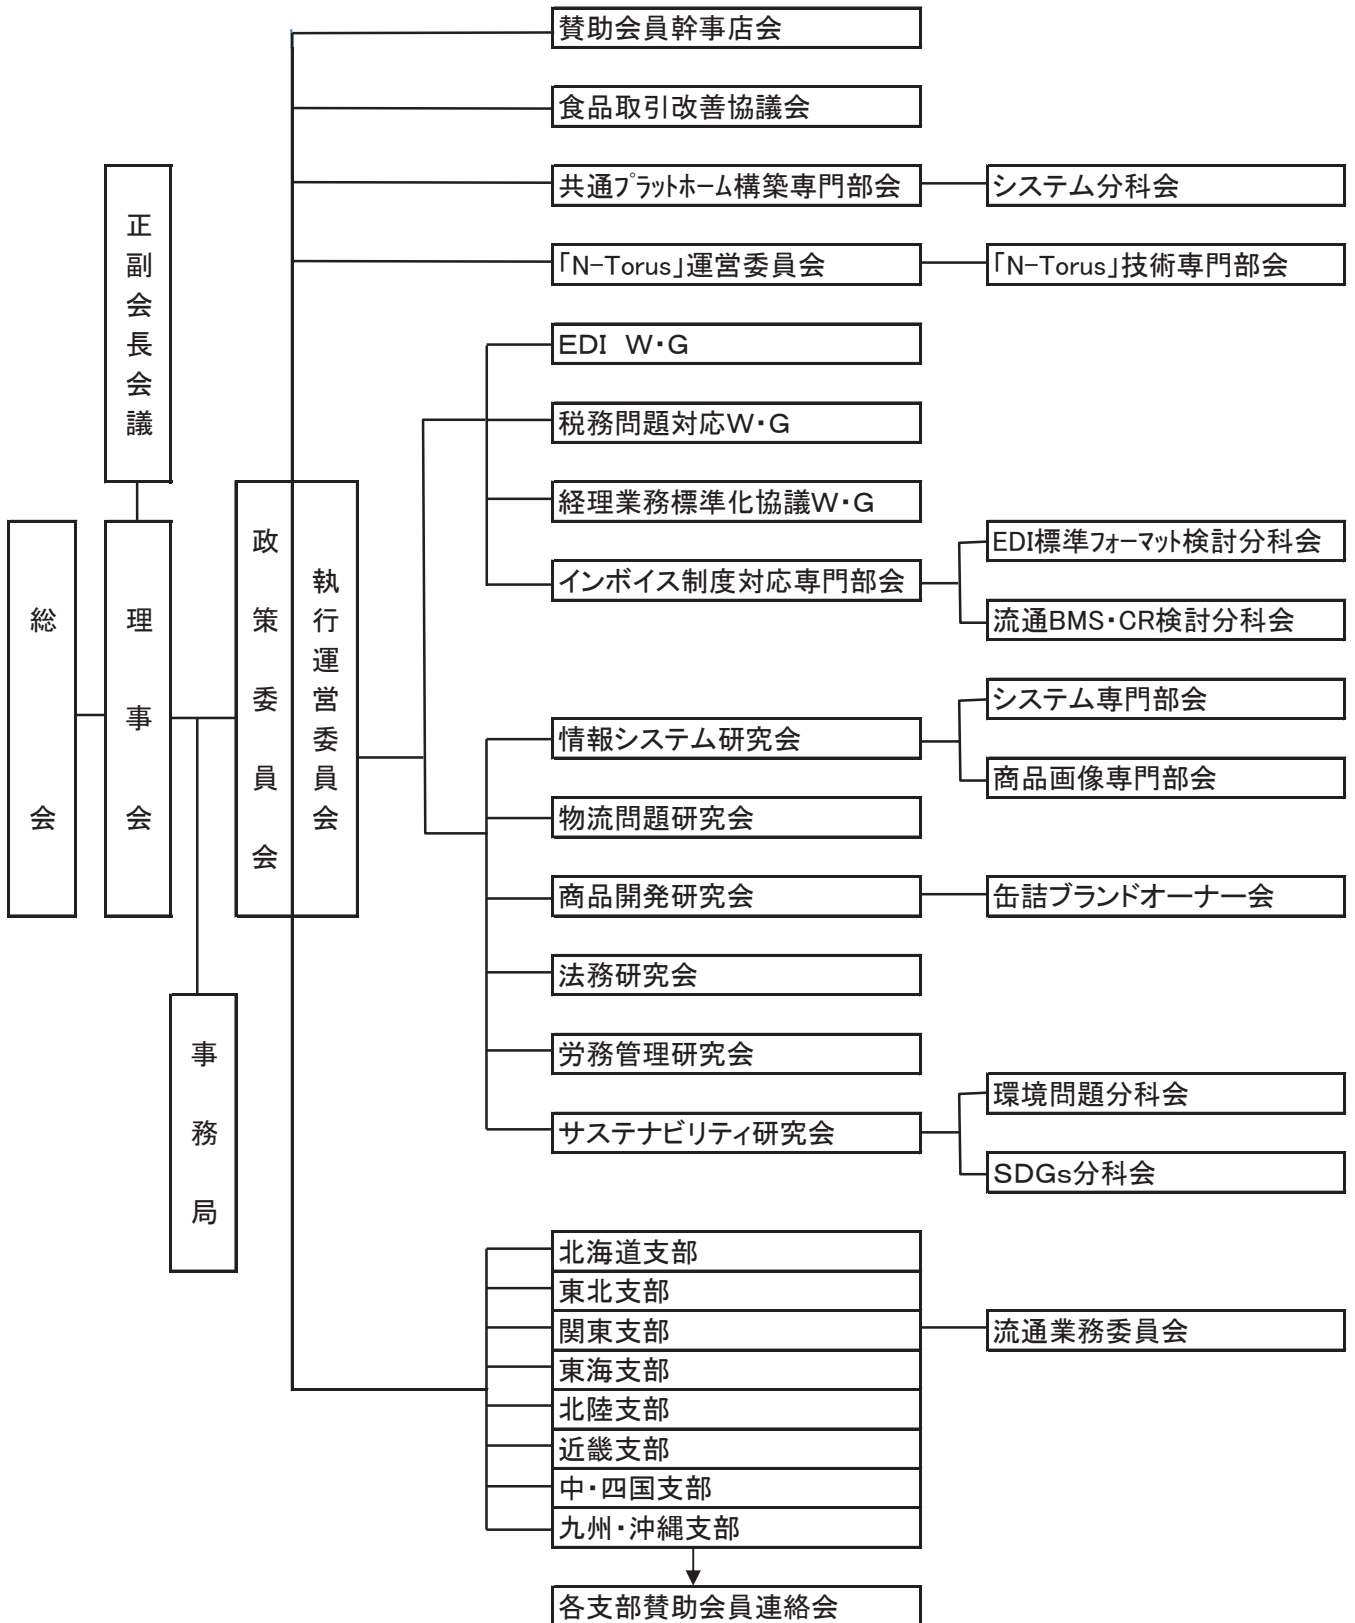 総会
理事会
正副会長会議
事務局
政策委員会
執行運営委員会
賛助会員幹事店会
食品取引改善協議会
共通プラットホーム構築専門部会
システム分科会
「N-Torus」運営委員会
「N-Torus」技術専門部会
EDI　W・G
税務問題対応W・G
経理業務標準化協議W・G
インボイス制度対応専門部会
EDI標準フォーマット検討分科会
流通BMS・CR検討分科会
情報システム研究会
システム専門部会
商品画像専門部会
物流問題研究会
商品開発研究会
缶詰ブランドオーナー会
法務研究会
労務管理研究会
サステナビリティ研究会
環境問題分科会
SDGs分科会
北海道支部
東北支部
関東支部
流通業務委員会
東海支部
北陸支部
近畿支部
中・四国支部
九州・沖縄支部
各支部賛助会員連絡会